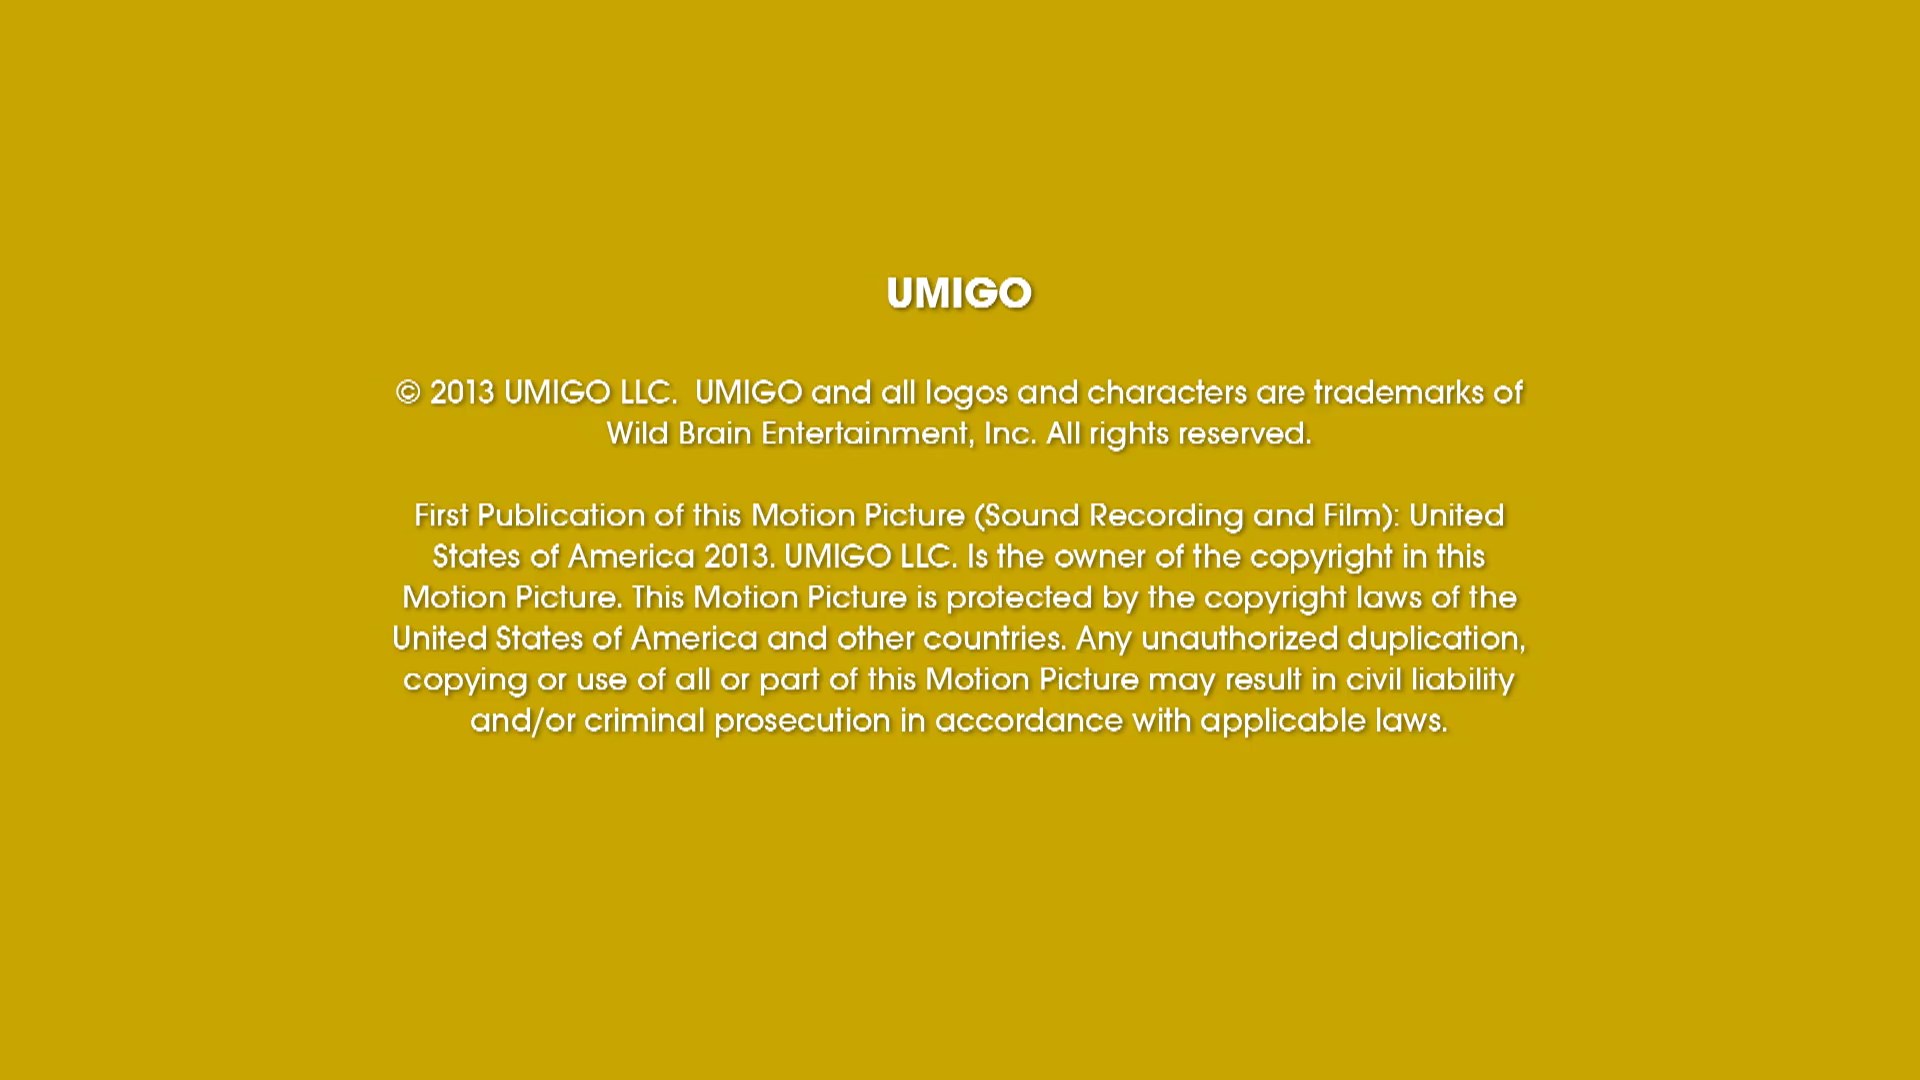 UMIGO
© 2013 UMIGO LLC.  UMIGO and all logos and characters are trademarks of
Wild Brain Entertainment, Inc. All rights reserved.
First Publication of this Motion Picture (Sound Recording and Film): United
States of America 2013. UMIGO LLC. Is the owner of the copyright in this
Motion Picture. This Motion Picture is protected by the copyright laws of the
United States of America and other countries. Any unauthorized duplication,
copying or use of all or part of this Motion Picture may result in civil liability
and/or criminal prosecution in accordance with applicable laws.